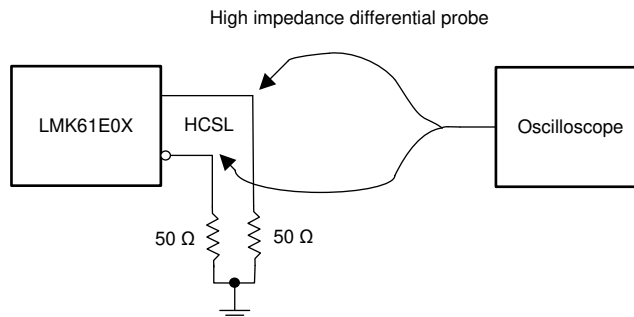 High impedance differential probe
LMK61E0X
HCSL
Oscilloscope
50 Ω
50 Ω